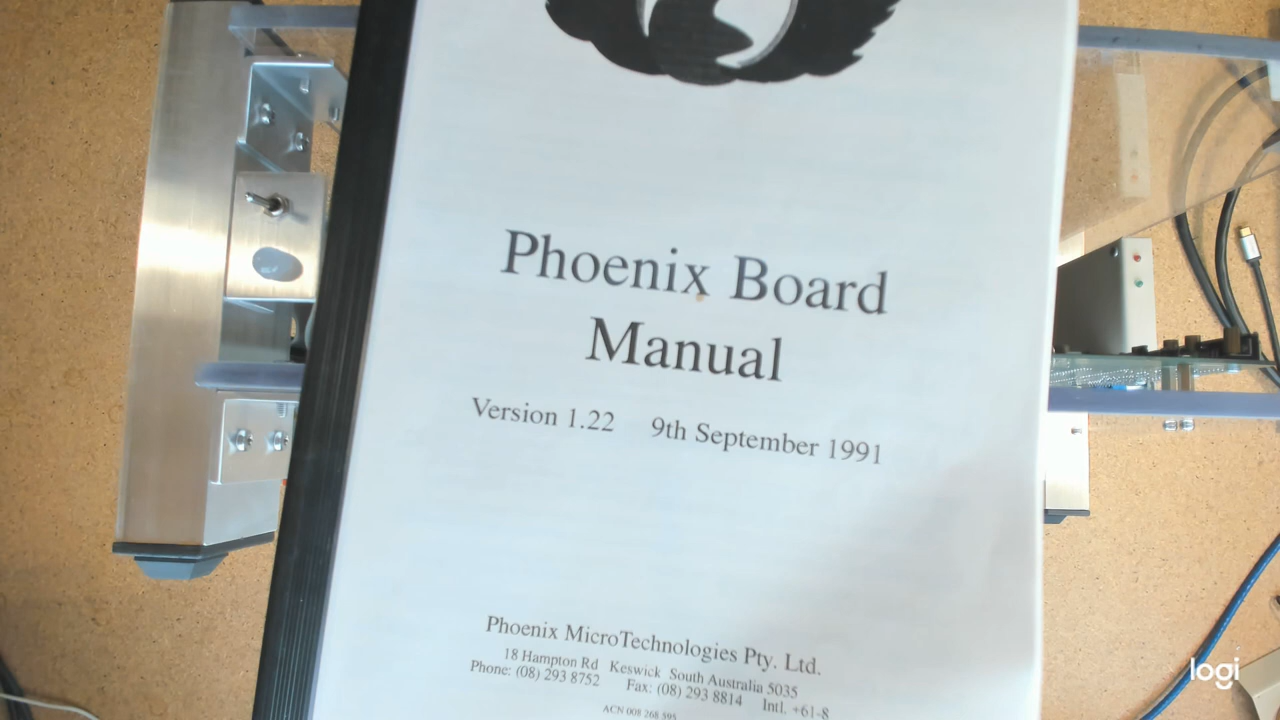 Phoenix Board
Manual
Version 1.22 9th September 1991
Phoenix MicroTechnologies Pty. Ltd.
18 Hampton Rd Keswick South Australia 5035
Phone: (08) 293 8752 Fax: (08) 293 8814 Intl. +61-8
ACN 008 268 595
logi